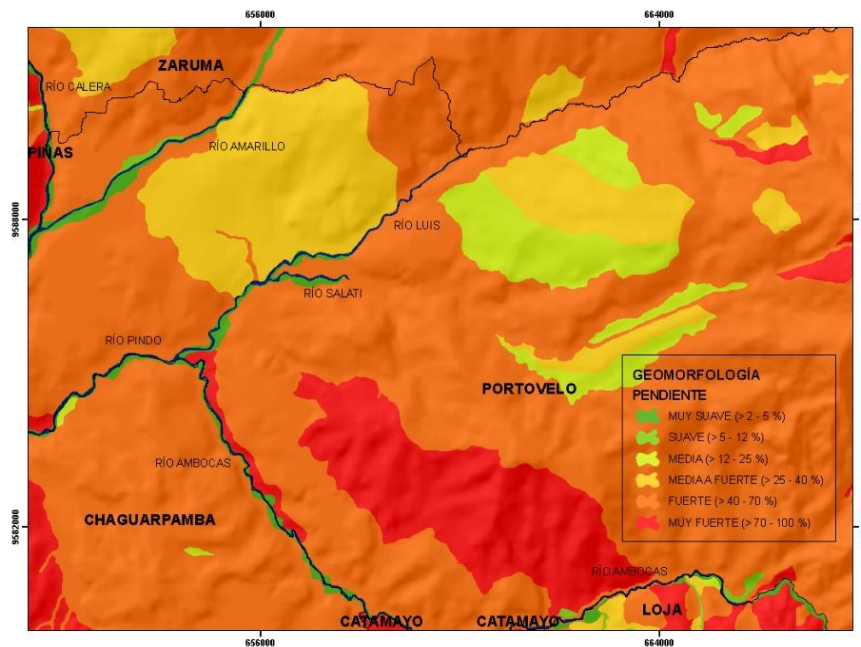 656000
664000
ZARUMA
RÍO CALERA
RÍO AMARILLO
PIÑAS
9588000
RÍO LUIS
RÍO SALATI
RÍO PINDO
PORTOVELO
GEOMORFOLOGÍA
PENDIENTE
MUY SUAVE (> 2 - 5 %)
SUAVE (> 5 - 12 %)
MEDIA (> 12 - 25 %)
MEDIA A FUERTE (> 25 - 40 %)
FUERTE (> 40 - 70 %)
MUY FUERTE (> 70 - 100 %)
RÍO AMBOCAS
CHAGUARPAMBA
9582000
RÍO AMBOCAS
LOJA
CATAMAYO
CATAMAYO
656000
664000